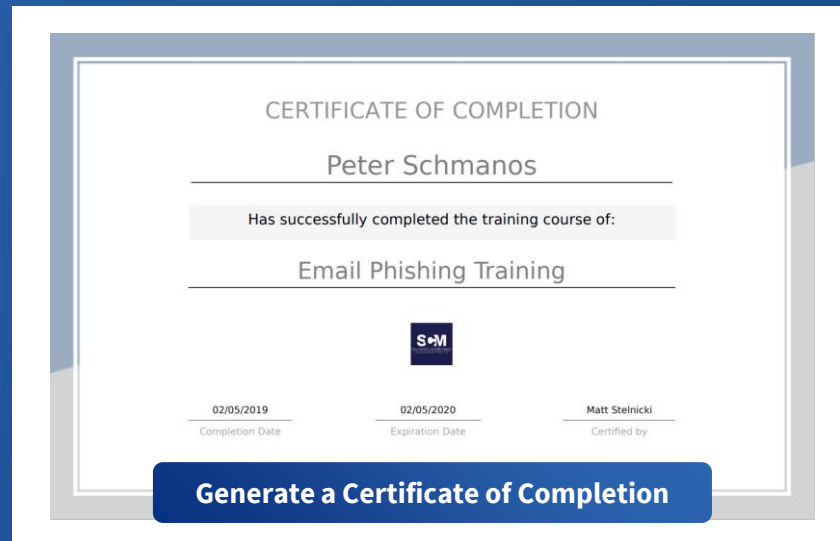 CERTIFICATE OF COMPLETION
Peter Schmanos
Has successfully completed the training course of:
Email Phishing Training
SCM
02/05/2019 02/05/2020 Matt Stelnicki
Completion Date Expiration Date Certified by
Generate a Certificate of Completion